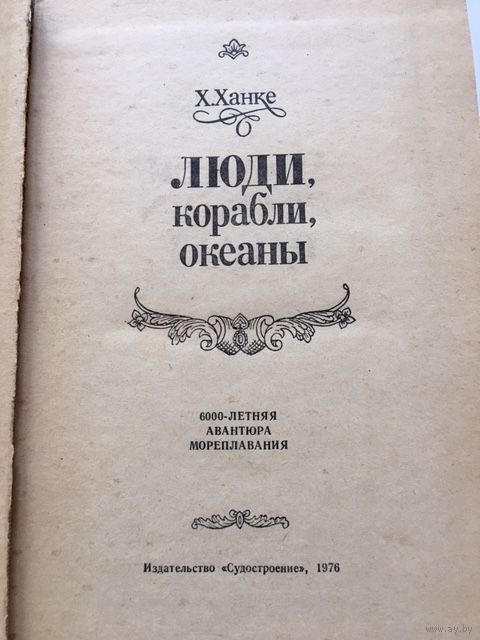 Х.Ханке
ЛЮДИ,
корабли,
океаны
6000-ЛЕТНЯЯ
АВАНТЮРА
МОРЕПЛАВАНИЯ
Издательство «Судостроение», 1976
www.ay.by